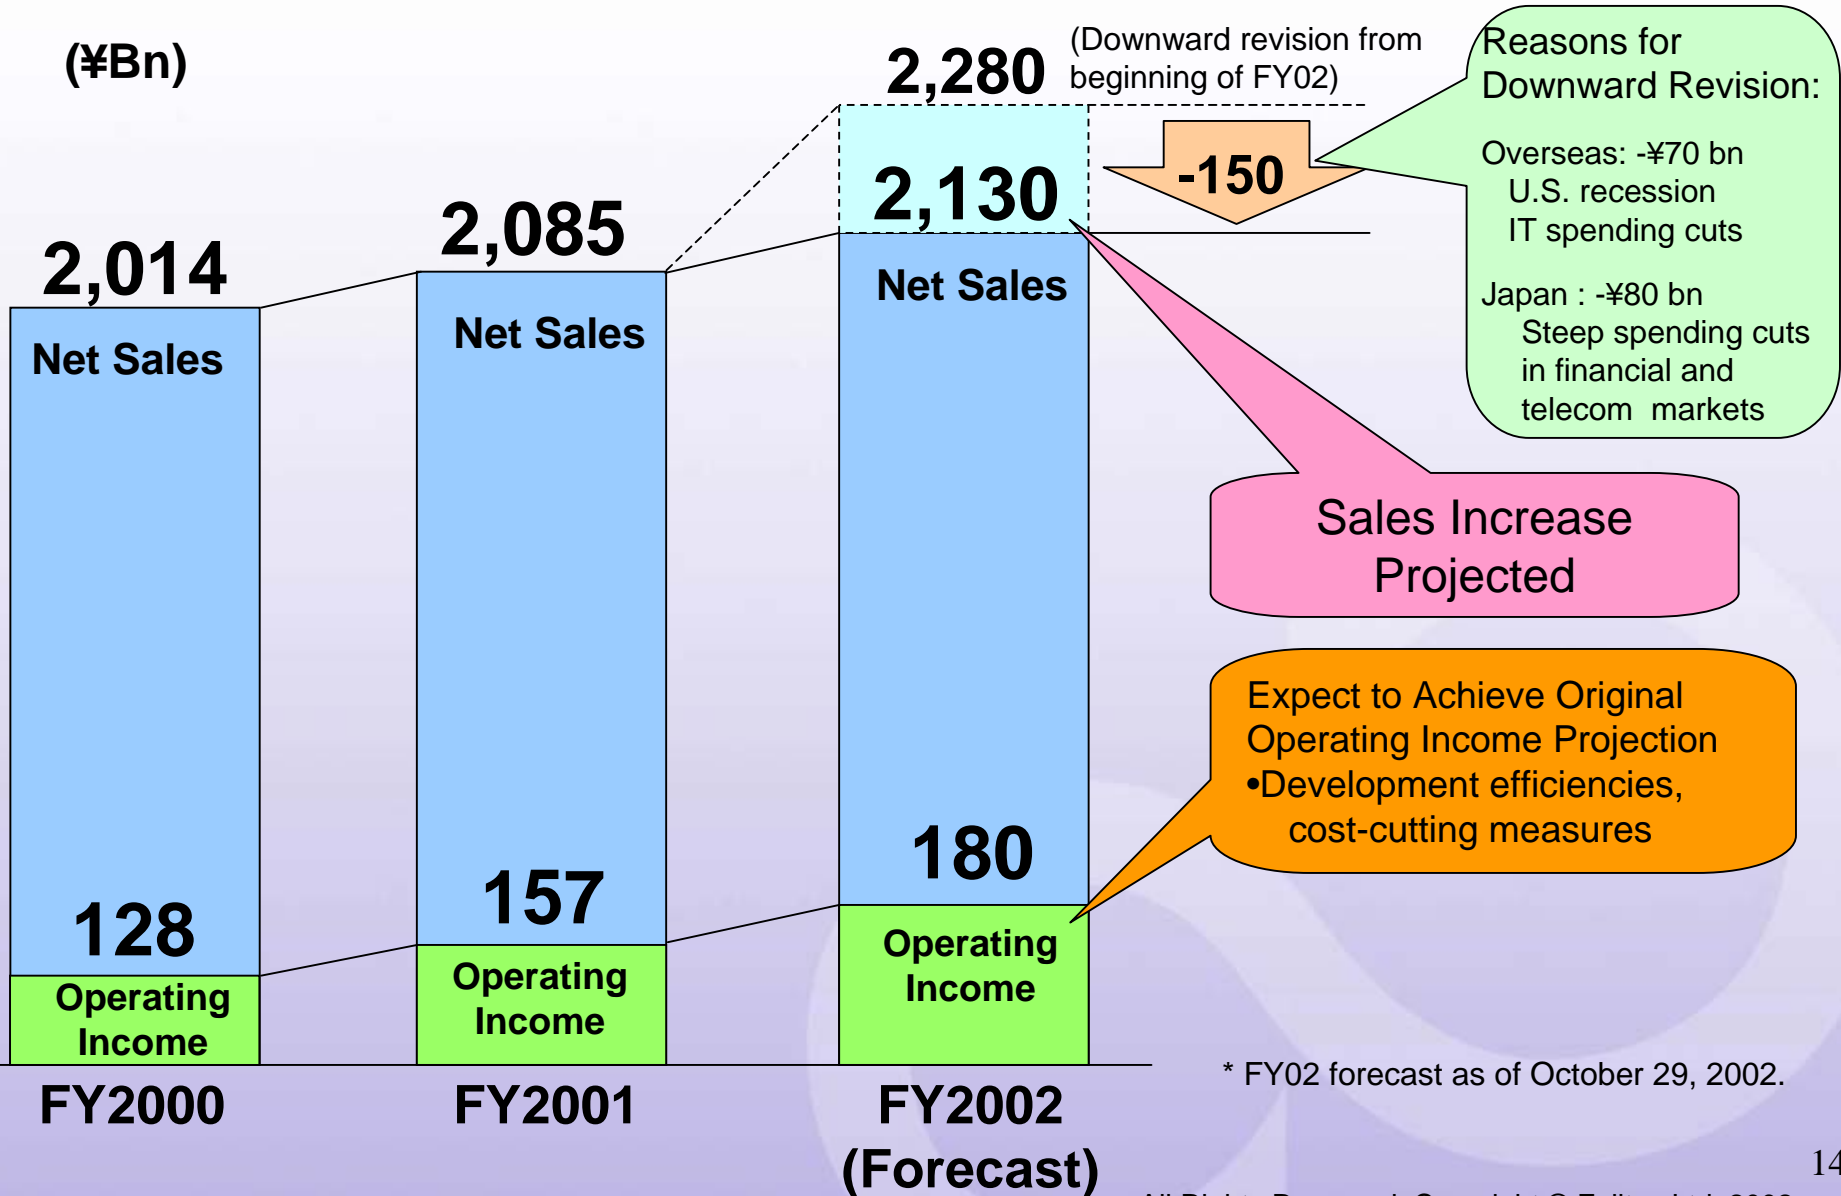 (¥Bn)
2,014
Net Sales
128
Operating
Income
FY2000
2,085
Net Sales
157
Operating
Income
FY2001
2,280
(Downward revision from
beginning of FY02)
2,130
-150
Net Sales
180
Operating
Income
FY2002
(Forecast)
Reasons for
Downward Revision:
Overseas: -¥70 bn
U.S. recession
IT spending cuts
Japan : -¥80 bn
Steep spending cuts
in financial and
telecom markets
Sales Increase
Projected
Expect to Achieve Original
Operating Income Projection
•Development efficiencies,
cost-cutting measures
* FY02 forecast as of October 29, 2002.
14